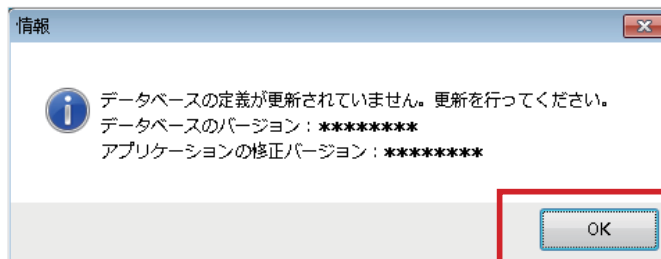 情報
データベースの定義が更新されていません。更新を行ってください。
データベースのバージョン：********
アプリケーションの修正バージョン：********
OK